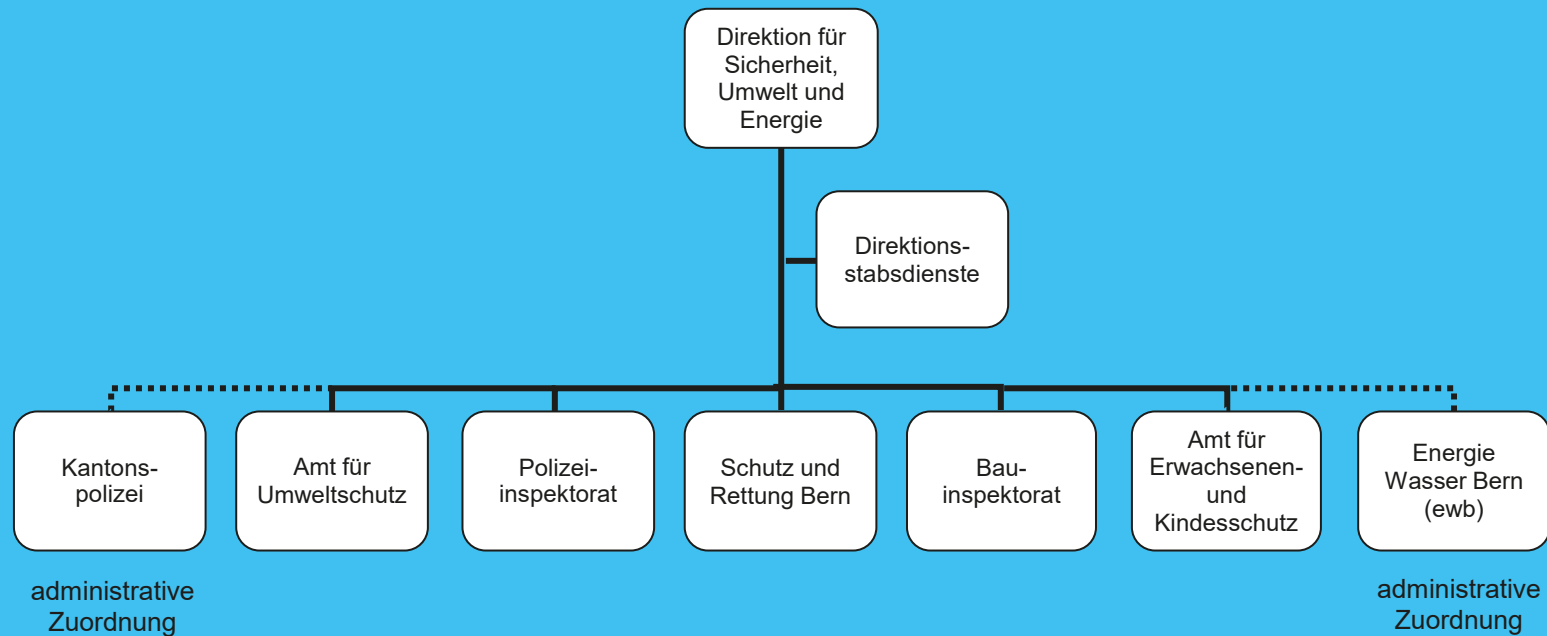 Direktion für
Sicherheit,
Umwelt und
Energie
Direktions-
stabsdienste
Kantons-
polizei
Amt für
Umweltschutz
Polizei-
inspektorat
Schutz und
Rettung Bern
Bau-
inspektorat
Amt für
Erwachsenen-
und
Kindesschutz
Energie
Wasser Bern
(ewb)
administrative
Zuordnung
administrative
Zuordnung